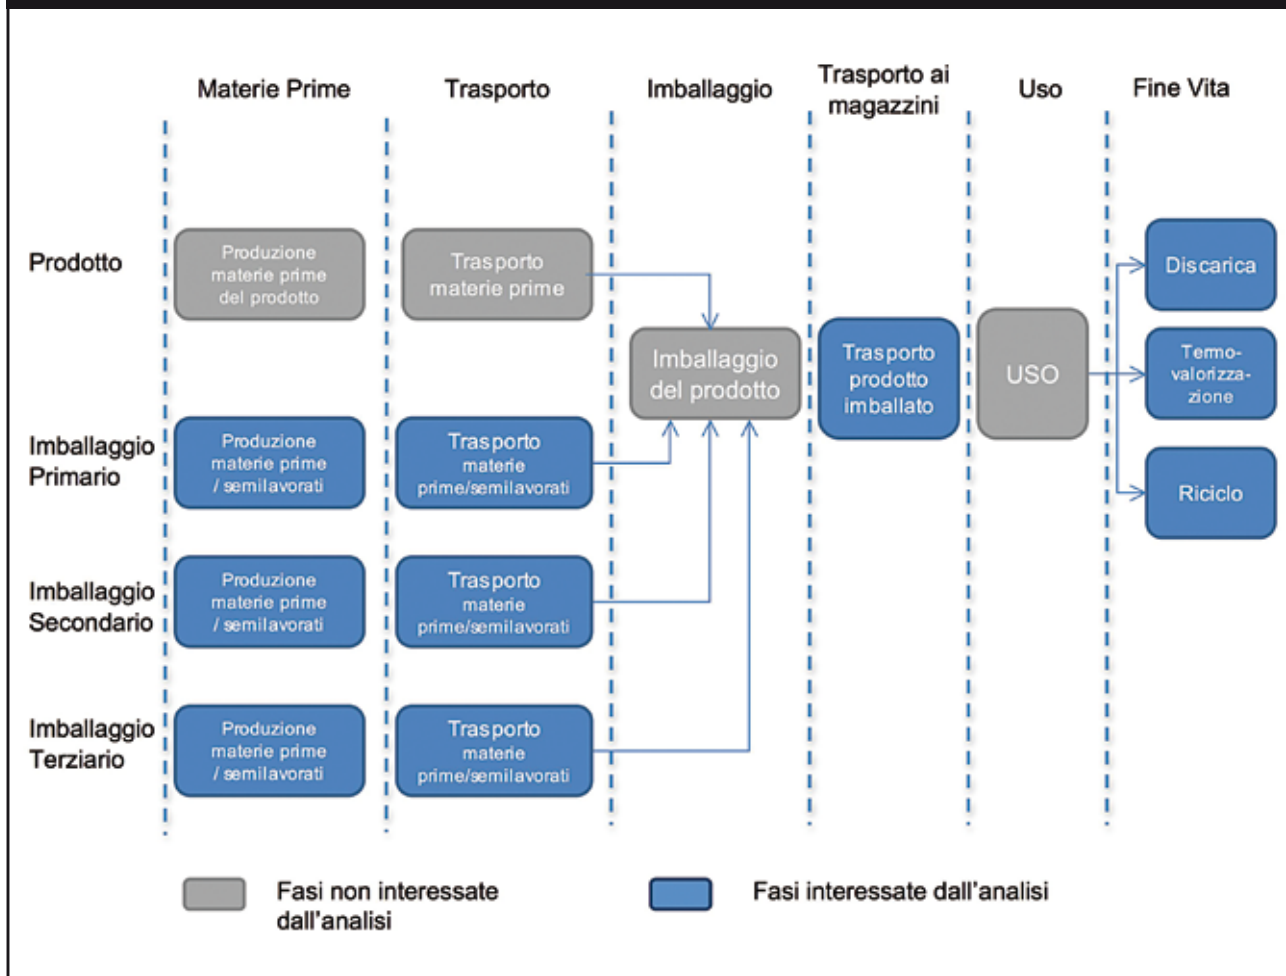 Materie Prime
Trasporto
Imballaggio
Trasporto ai
magazzini
Uso
Fine Vita
Prodotto
Produzione
materie prime
del prodotto
Trasporto
materie prime
Imballaggio
del prodotto
Trasporto
prodotto
imballato
USO
Discarica
Termo-
valorizza-
zione
Riciclo
Imballaggio
Primario
Produzione
materie prime
/ semilavorati
Trasporto
materie
prime/semilavorati
Imballaggio
Secondario
Produzione
materie prime
/ semilavorati
Trasporto
materie
prime/semilavorati
Imballaggio
Terziario
Produzione
materie prime
/ semilavorati
Trasporto
materie
prime/semilavorati
Fasi non interessate
dall'analisi
Fasi interessate dall'analisi